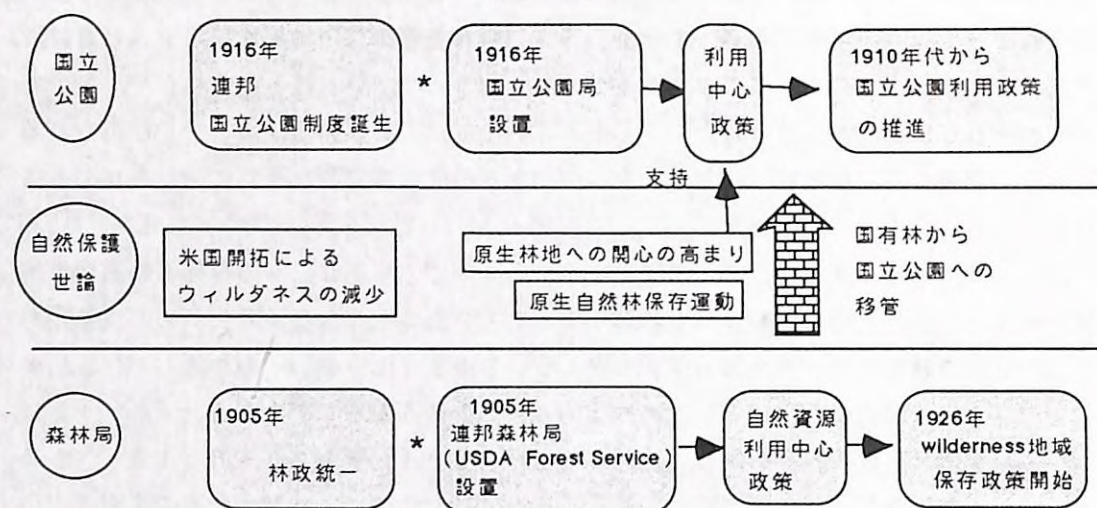 国立
公園
1916年
連邦
国立公園制度誕生
*
1916年
国立公園局
設置
利用
中心
政策
1910年代から
国立公園利用政策
の推進
支持
自然保護
世論
米国開拓による
ウィルダネスの減少
原生林地への関心の高まり
原生自然林保存運動
国有林から
国立公園への
移管
森林局
1905年
林政統一
*
1905年
連邦森林局
(USDA Forest Service)
設置
自然資源
利用中心
政策
1926年
wilderness地域
保存政策開始